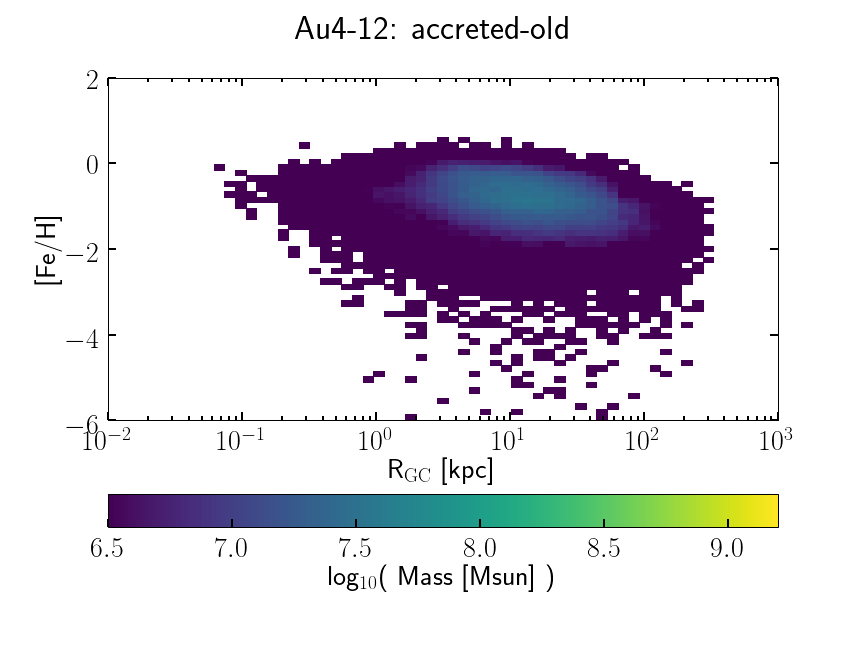 Au4-12: accreted-old
2
0
−2
−4
−6
[Fe/H]
10⁻² 10⁻¹ 10⁰ 10¹ 10² 10³
R_GC [kpc]
6.5 7.0 7.5 8.0 8.5 9.0
log₁₀( Mass [Msun] )